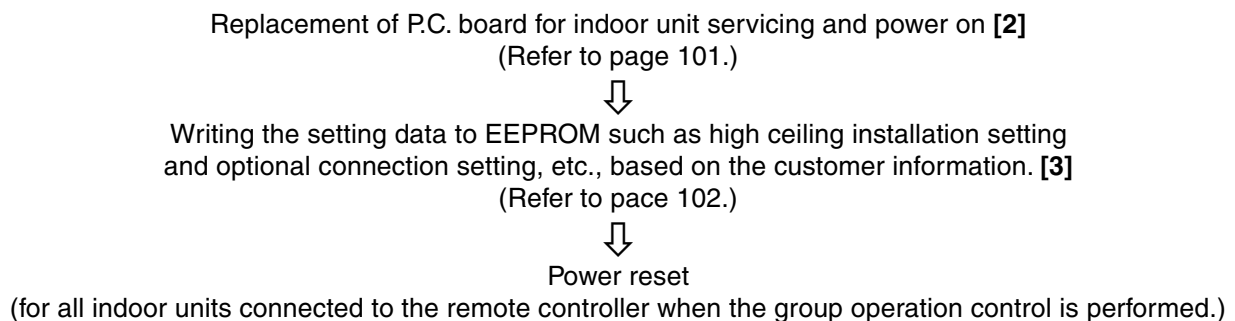 Replacement of P.C. board for indoor unit servicing and power on [2]
(Refer to page 101.)
Writing the setting data to EEPROM such as high ceiling installation setting
and optional connection setting, etc., based on the customer information. [3]
(Refer to pace 102.)
Power reset
(for all indoor units connected to the remote controller when the group operation control is performed.)